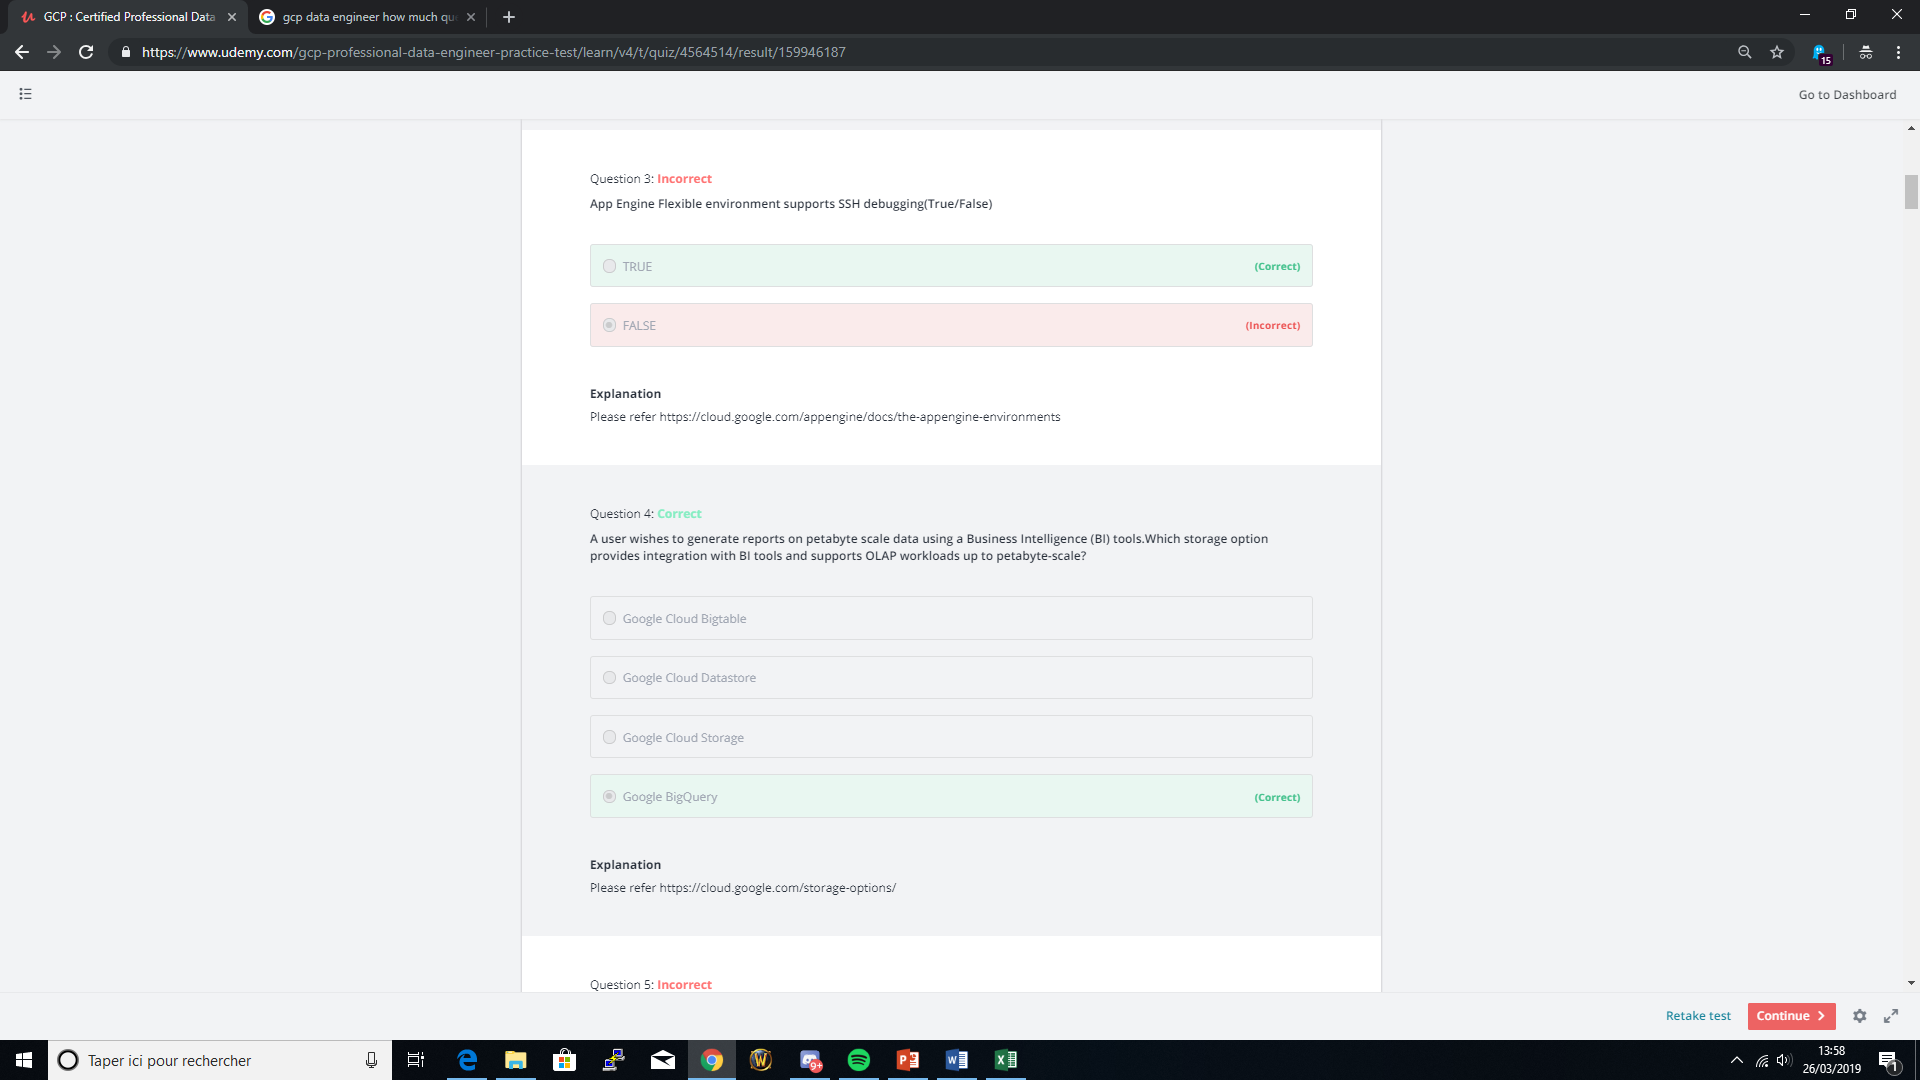 GCP : Certified Professional Data
gcp data engineer how much qu
https://www.udemy.com/gcp-professional-data-engineer-practice-test/learn/v4/t/quiz/4564514/result/159946187
15
Go to Dashboard
Question 3: Incorrect
App Engine Flexible environment supports SSH debugging(True/False)
TRUE
(Correct)
FALSE
(Incorrect)
Explanation
Please refer https://cloud.google.com/appengine/docs/the-appengine-environments
Question 4: Correct
A user wishes to generate reports on petabyte scale data using a Business Intelligence (BI) tools.Which storage option
provides integration with BI tools and supports OLAP workloads up to petabyte-scale?
Google Cloud Bigtable
Google Cloud Datastore
Google Cloud Storage
Google BigQuery
(Correct)
Explanation
Please refer https://cloud.google.com/storage-options/
Question 5: Incorrect
Retake test
Continue
Taper ici pour rechercher
9+
13:58
26/03/2019
1